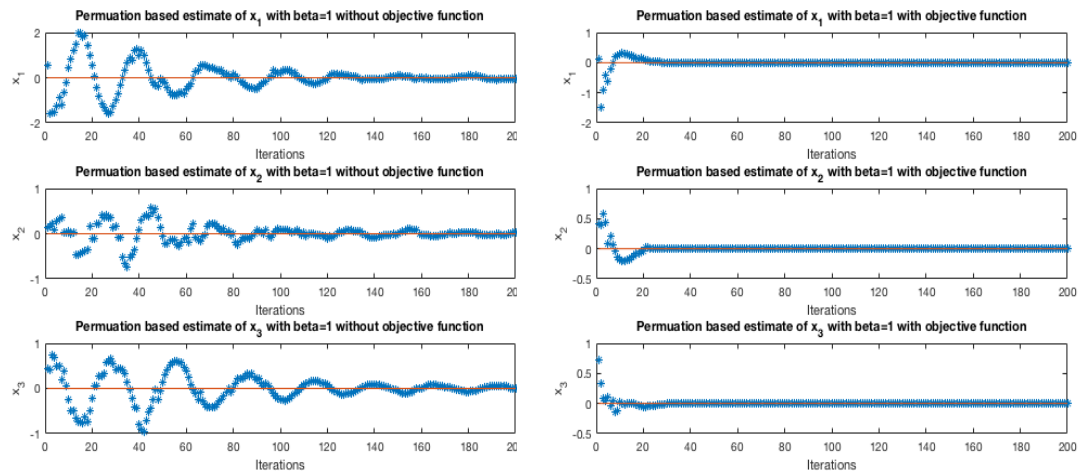 Permuation based estimate of x1 with beta=1 without objective function
2
0
-2
x1
0 20 40 60 80 100 120 140 160 180 200
Iterations
Permuation based estimate of x2 with beta=1 without objective function
1
0
-1
x2
0 20 40 60 80 100 120 140 160 180 200
Iterations
Permuation based estimate of x3 with beta=1 without objective function
1
0
-1
x3
0 20 40 60 80 100 120 140 160 180 200
Iterations
Permuation based estimate of x1 with beta=1 with objective function
1
0
-1
-2
x1
0 20 40 60 80 100 120 140 160 180 200
Iterations
Permuation based estimate of x2 with beta=1 with objective function
1
0.5
0
-0.5
x2
0 20 40 60 80 100 120 140 160 180 200
Iterations
Permuation based estimate of x3 with beta=1 with objective function
1
0.5
0
-0.5
x3
0 20 40 60 80 100 120 140 160 180 200
Iterations